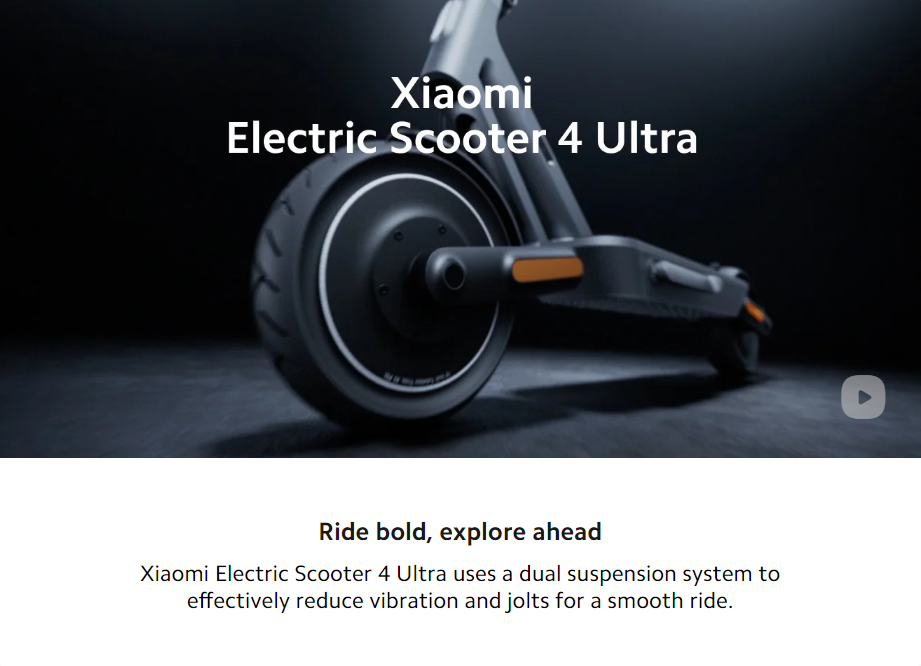 Xiaomi
Electric Scooter 4 Ultra
Ride bold, explore ahead
Xiaomi Electric Scooter 4 Ultra uses a dual suspension system to
effectively reduce vibration and jolts for a smooth ride.